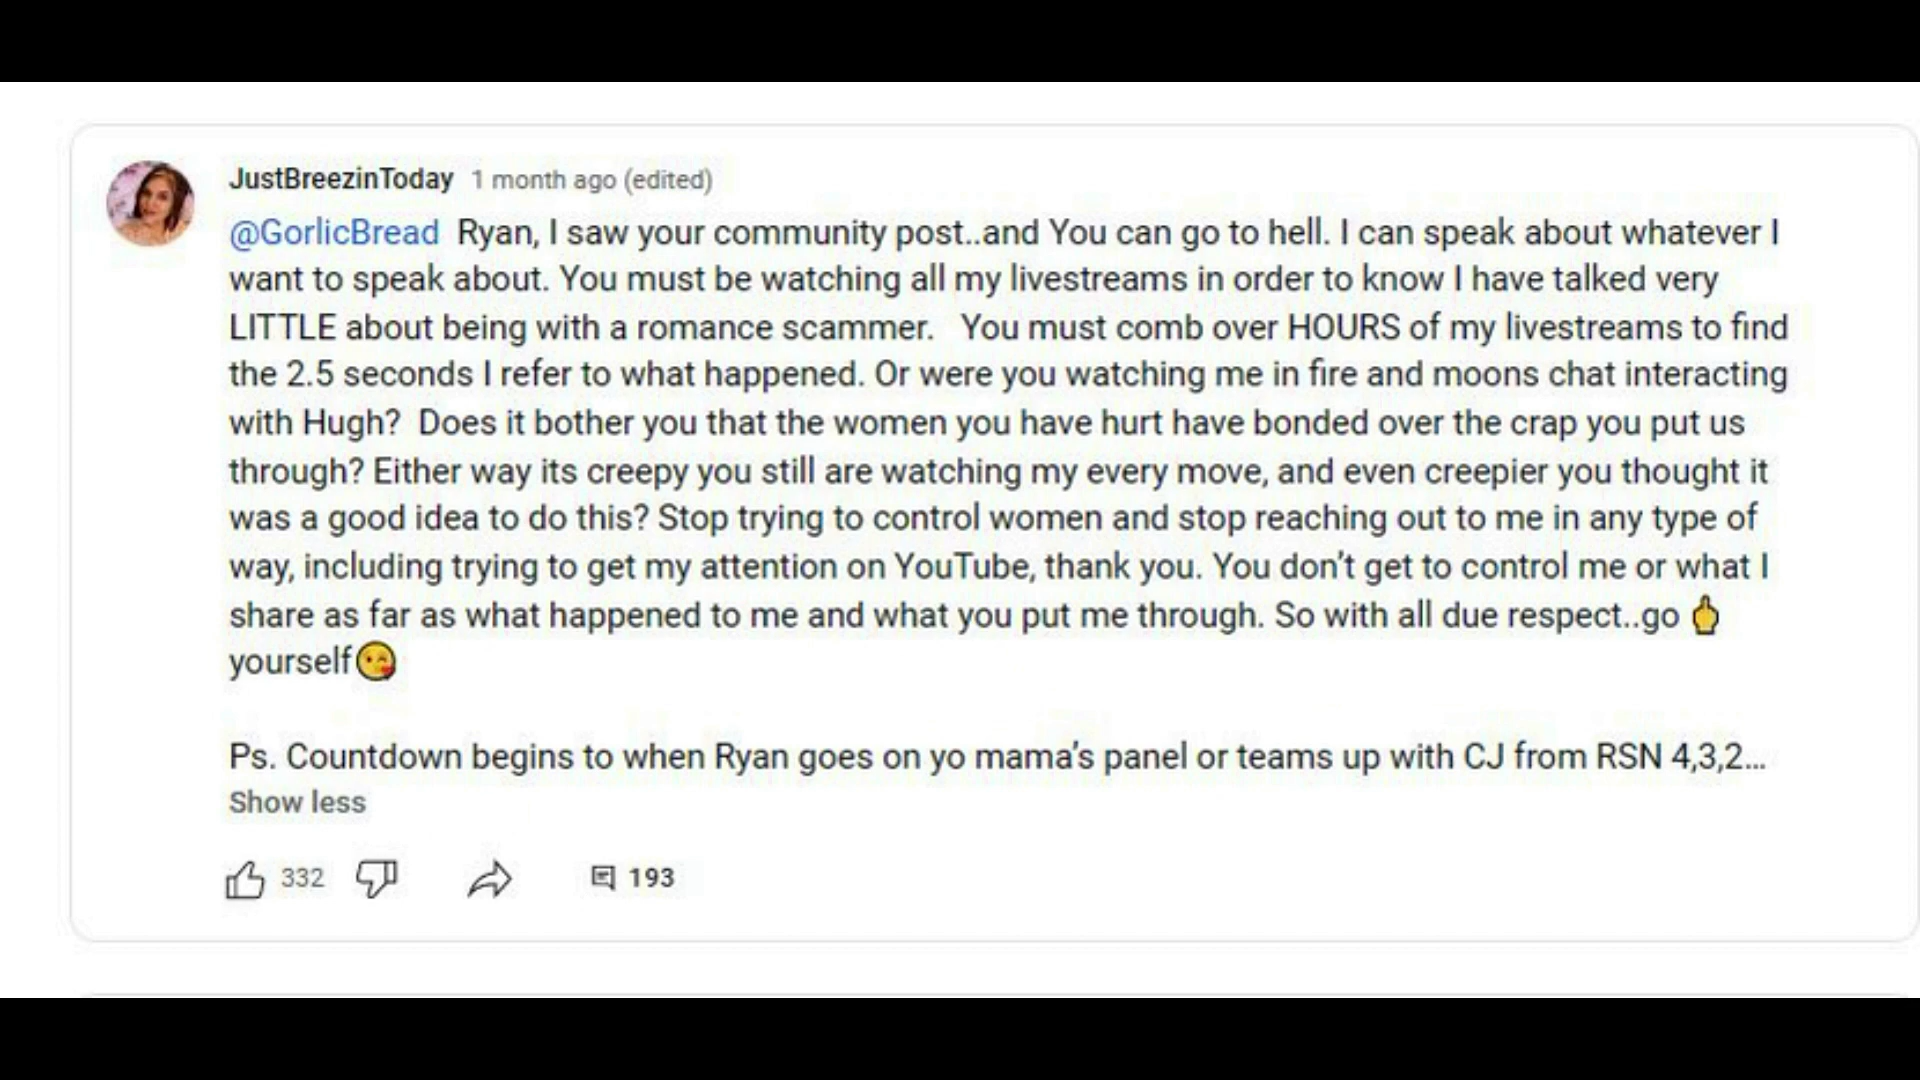 JustBreezinToday 1 month ago (edited)
@GorlicBread Ryan, I saw your community post..and You can go to hell. I can speak about whatever I
want to speak about. You must be watching all my livestreams in order to know I have talked very
LITTLE about being with a romance scammer. You must comb over HOURS of my livestreams to find
the 2.5 seconds I refer to what happened. Or were you watching me in fire and moons chat interacting
with Hugh? Does it bother you that the women you have hurt have bonded over the crap you put us
through? Either way its creepy you still are watching my every move, and even creepier you thought it
was a good idea to do this? Stop trying to control women and stop reaching out to me in any type of
way, including trying to get my attention on YouTube, thank you. You don’t get to control me or what I
share as far as what happened to me and what you put me through. So with all due respect..go 🖕
yourself😘
Ps. Countdown begins to when Ryan goes on yo mama’s panel or teams up with CJ from RSN 4,3,2...
Show less
332 193